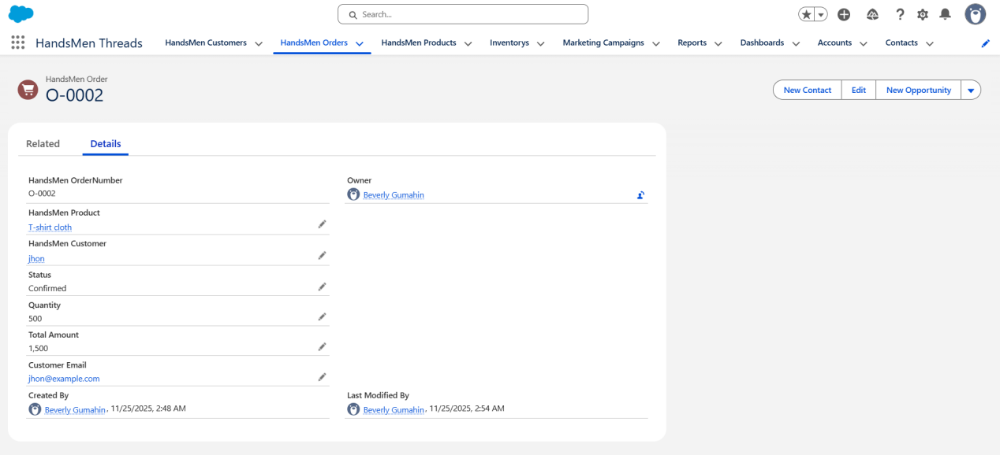 Search...
HandsMen Threads
HandsMen Customers
HandsMen Orders
HandsMen Products
Inventorys
Marketing Campaigns
Reports
Dashboards
Accounts
Contacts
HandsMen Order
O-0002
New Contact
Edit
New Opportunity
Related
Details
HandsMen OrderNumber
O-0002
Owner
Beverly Gumahin
HandsMen Product
T-shirt cloth
HandsMen Customer
jhon
Status
Confirmed
Quantity
500
Total Amount
1,500
Customer Email
jhon@example.com
Created By
Beverly Gumahin, 11/25/2025, 2:48 AM
Last Modified By
Beverly Gumahin, 11/25/2025, 2:54 AM